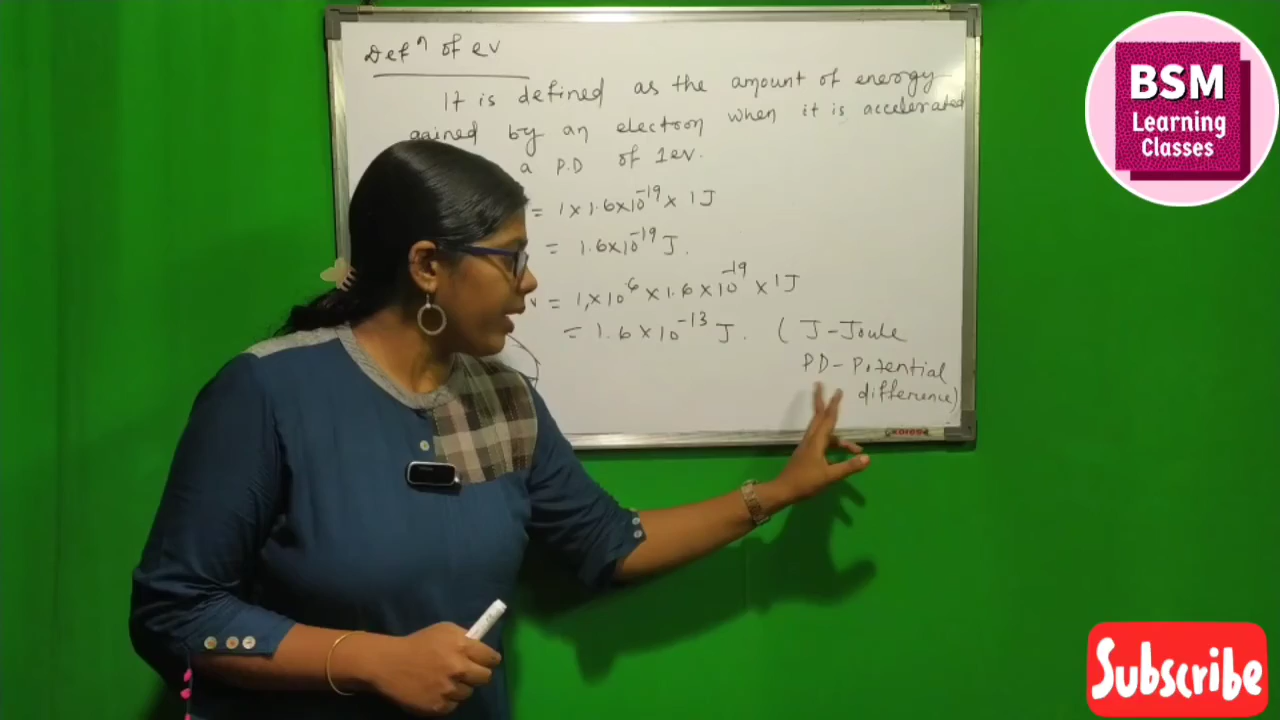 Defⁿ of ev
It is defined as the amount of energy
gained by an electron when it is accelerated
a P.D of 1ev.
= 1 × 1.6×10⁻¹⁹ × 1J
= 1.6×10⁻¹⁹ J.
v = 1 × 10⁶ × 1.6 × 10⁻¹⁹ × 1J
= 1.6 × 10⁻¹³ J. ( J - Joule
PD - Potential
difference)
BSM
Learning
Classes
Subscribe